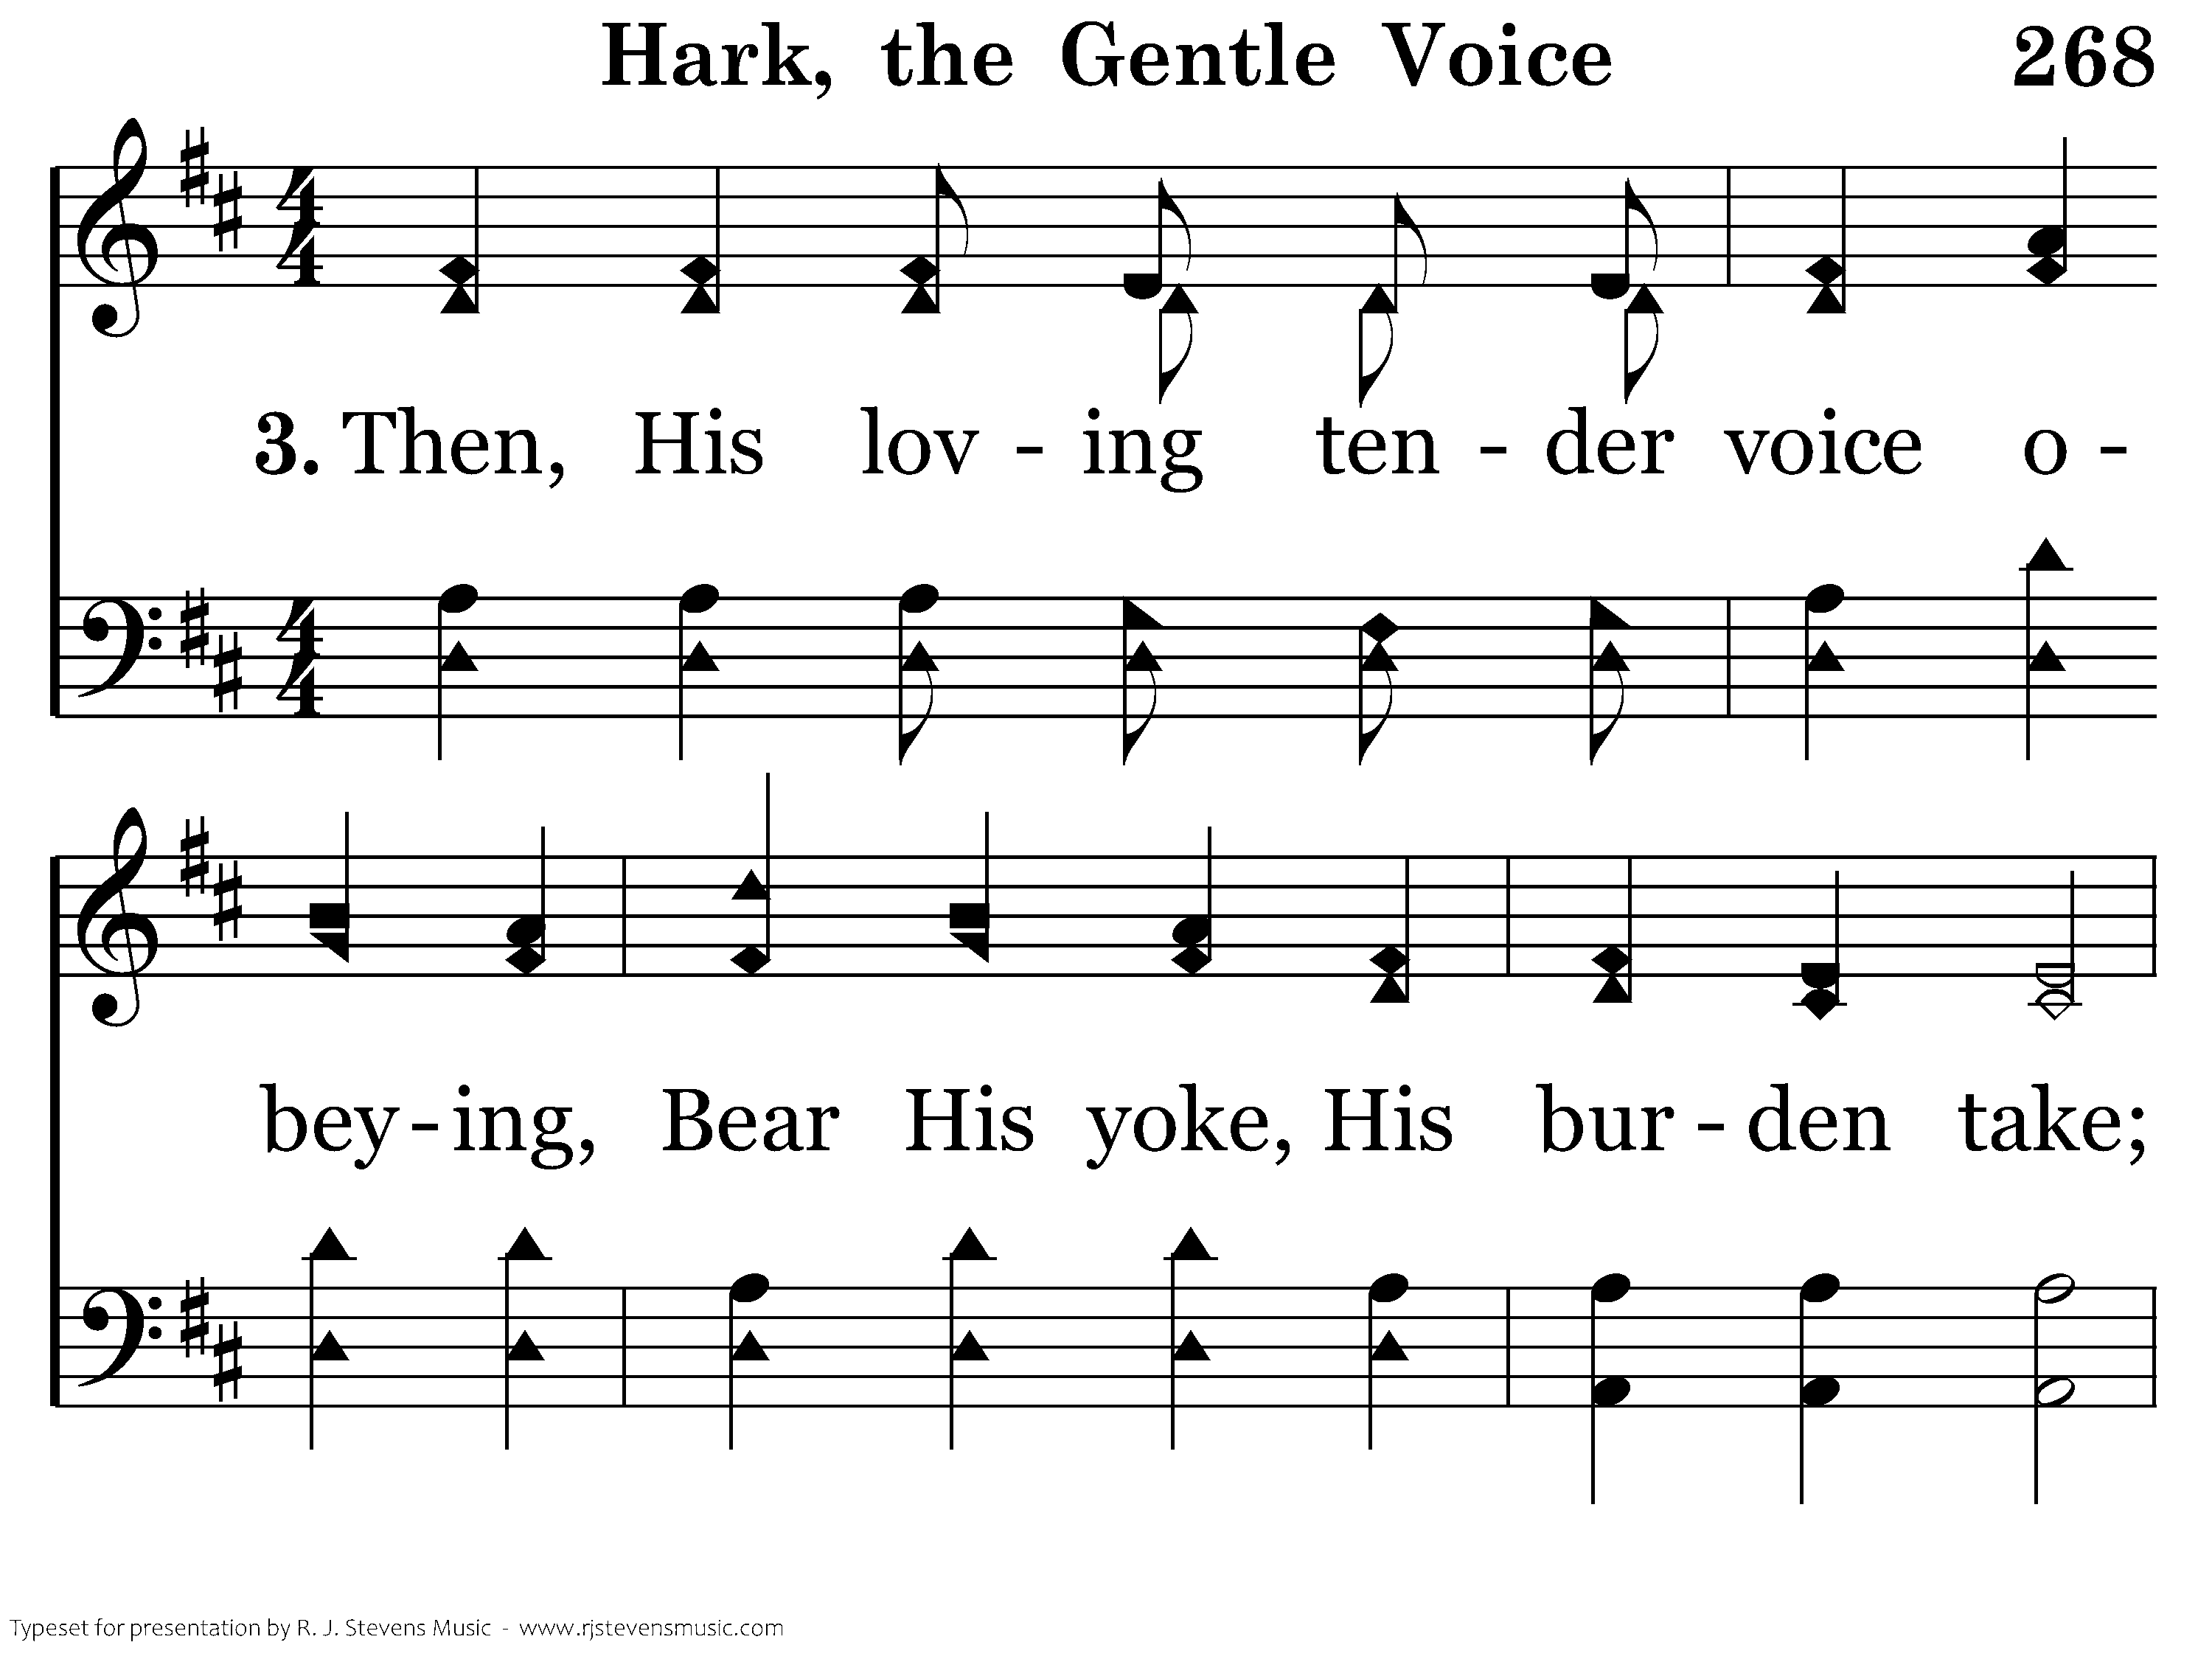 Hark, the Gentle Voice 268
3. Then, His lov - ing ten - der voice o -
bey - ing, Bear His yoke, His bur - den take;
Typeset for presentation by R. J. Stevens Music - www.rjstevensmusic.com